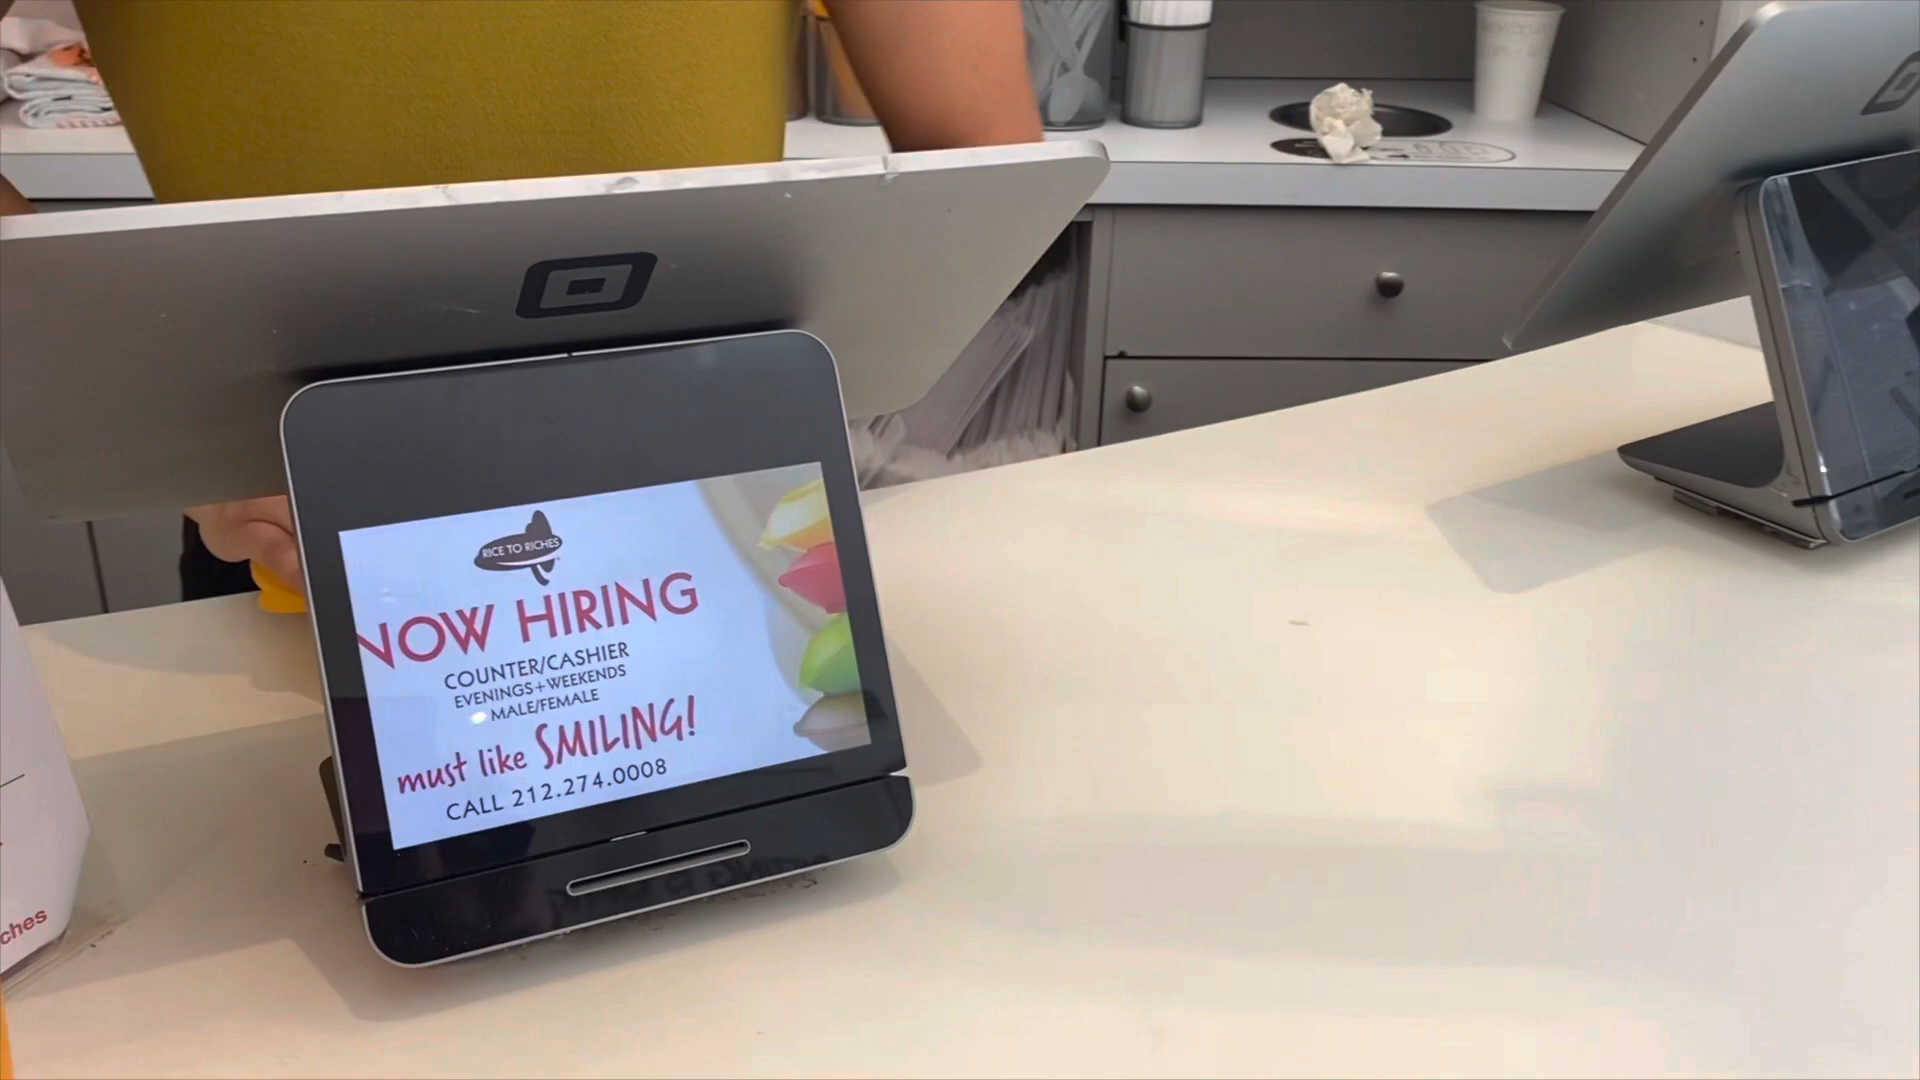 RICE TO RICHES
NOW HIRING
COUNTER/CASHIER
EVENINGS+WEEKENDS
MALE/FEMALE
must like SMILING!
CALL 212.274.0008
ches